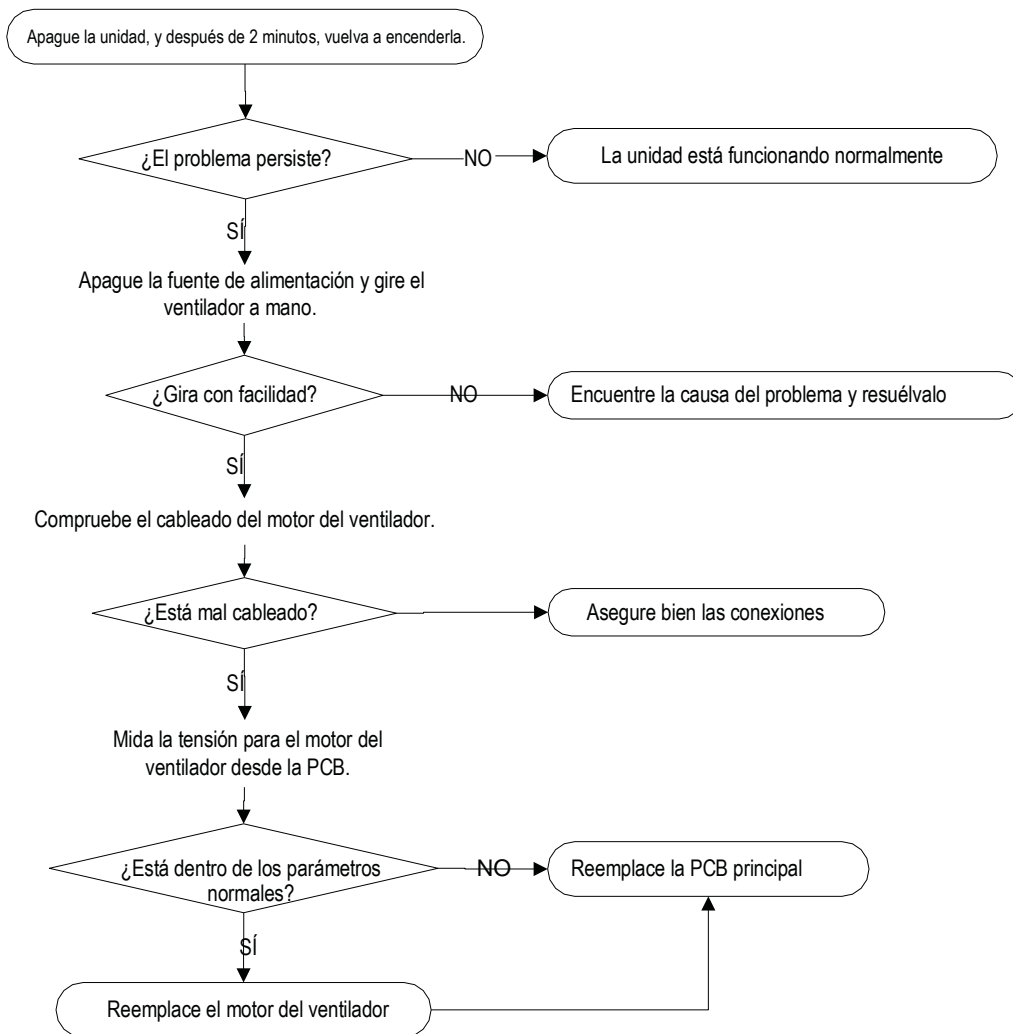 Apague la unidad, y después de 2 minutos, vuelva a encenderla.
¿El problema persiste?
NO
La unidad está funcionando normalmente
SÍ
Apague la fuente de alimentación y gire el
ventilador a mano.
¿Gira con facilidad?
NO
Encuentre la causa del problema y resuélvalo
SÍ
Compruebe el cableado del motor del ventilador.
¿Está mal cableado?
Asegure bien las conexiones
SÍ
Mida la tensión para el motor del
ventilador desde la PCB.
¿Está dentro de los parámetros
normales?
NO
Reemplace la PCB principal
SÍ
Reemplace el motor del ventilador